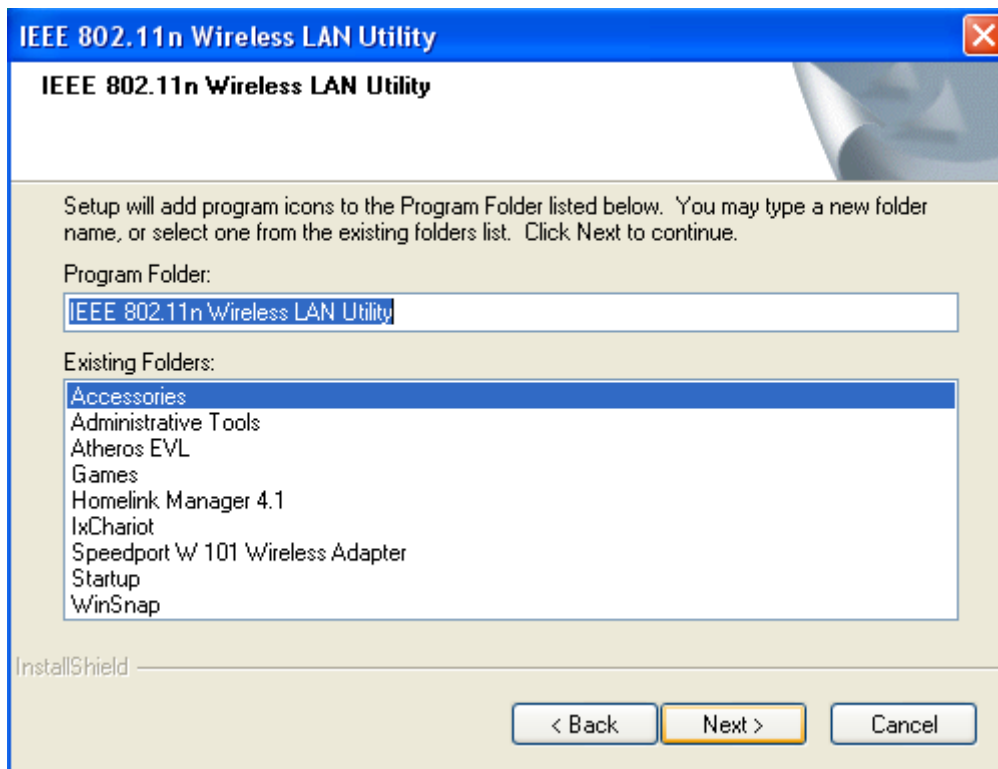 IEEE 802.11n Wireless LAN Utility
IEEE 802.11n Wireless LAN Utility
Setup will add program icons to the Program Folder listed below.  You may type a new folder
name, or select one from the existing folders list.  Click Next to continue.
Program Folder:
IEEE 802.11n Wireless LAN Utility
Existing Folders:
Accessories
Administrative Tools
Atheros EVL
Games
Homelink Manager 4.1
IxChariot
Speedport W 101 Wireless Adapter
Startup
WinSnap
InstallShield
< Back Next > Cancel